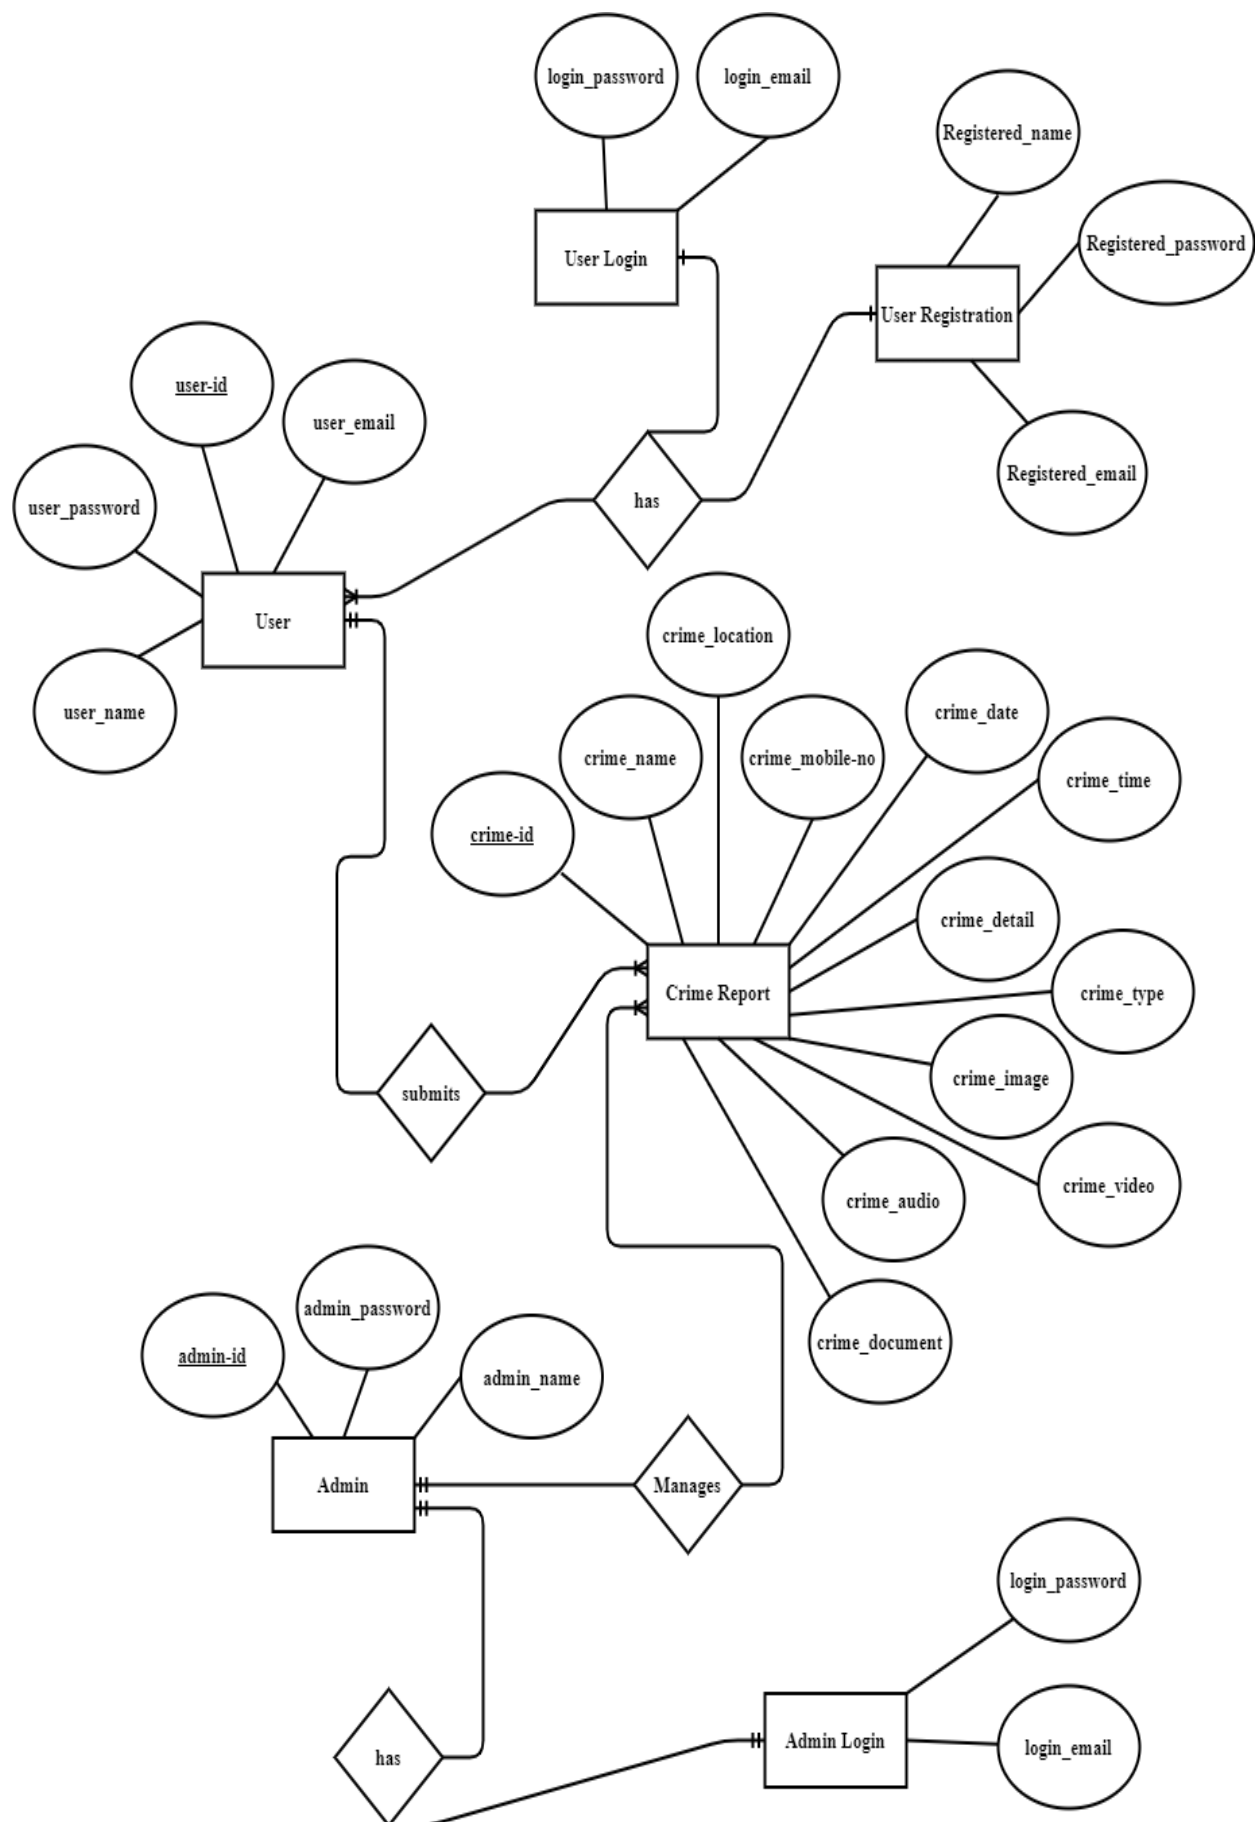 login_password
login_email
Registered_name
Registered_password
User Login
User Registration
user-id
user_email
Registered_email
user_password
has
User
crime_location
user_name
crime_date
crime_name
crime_mobile-no
crime_time
crime-id
crime_detail
Crime Report
crime_type
crime_image
submits
crime_video
crime_audio
admin_password
crime_document
admin-id
admin_name
Admin
Manages
login_password
Admin Login
login_email
has